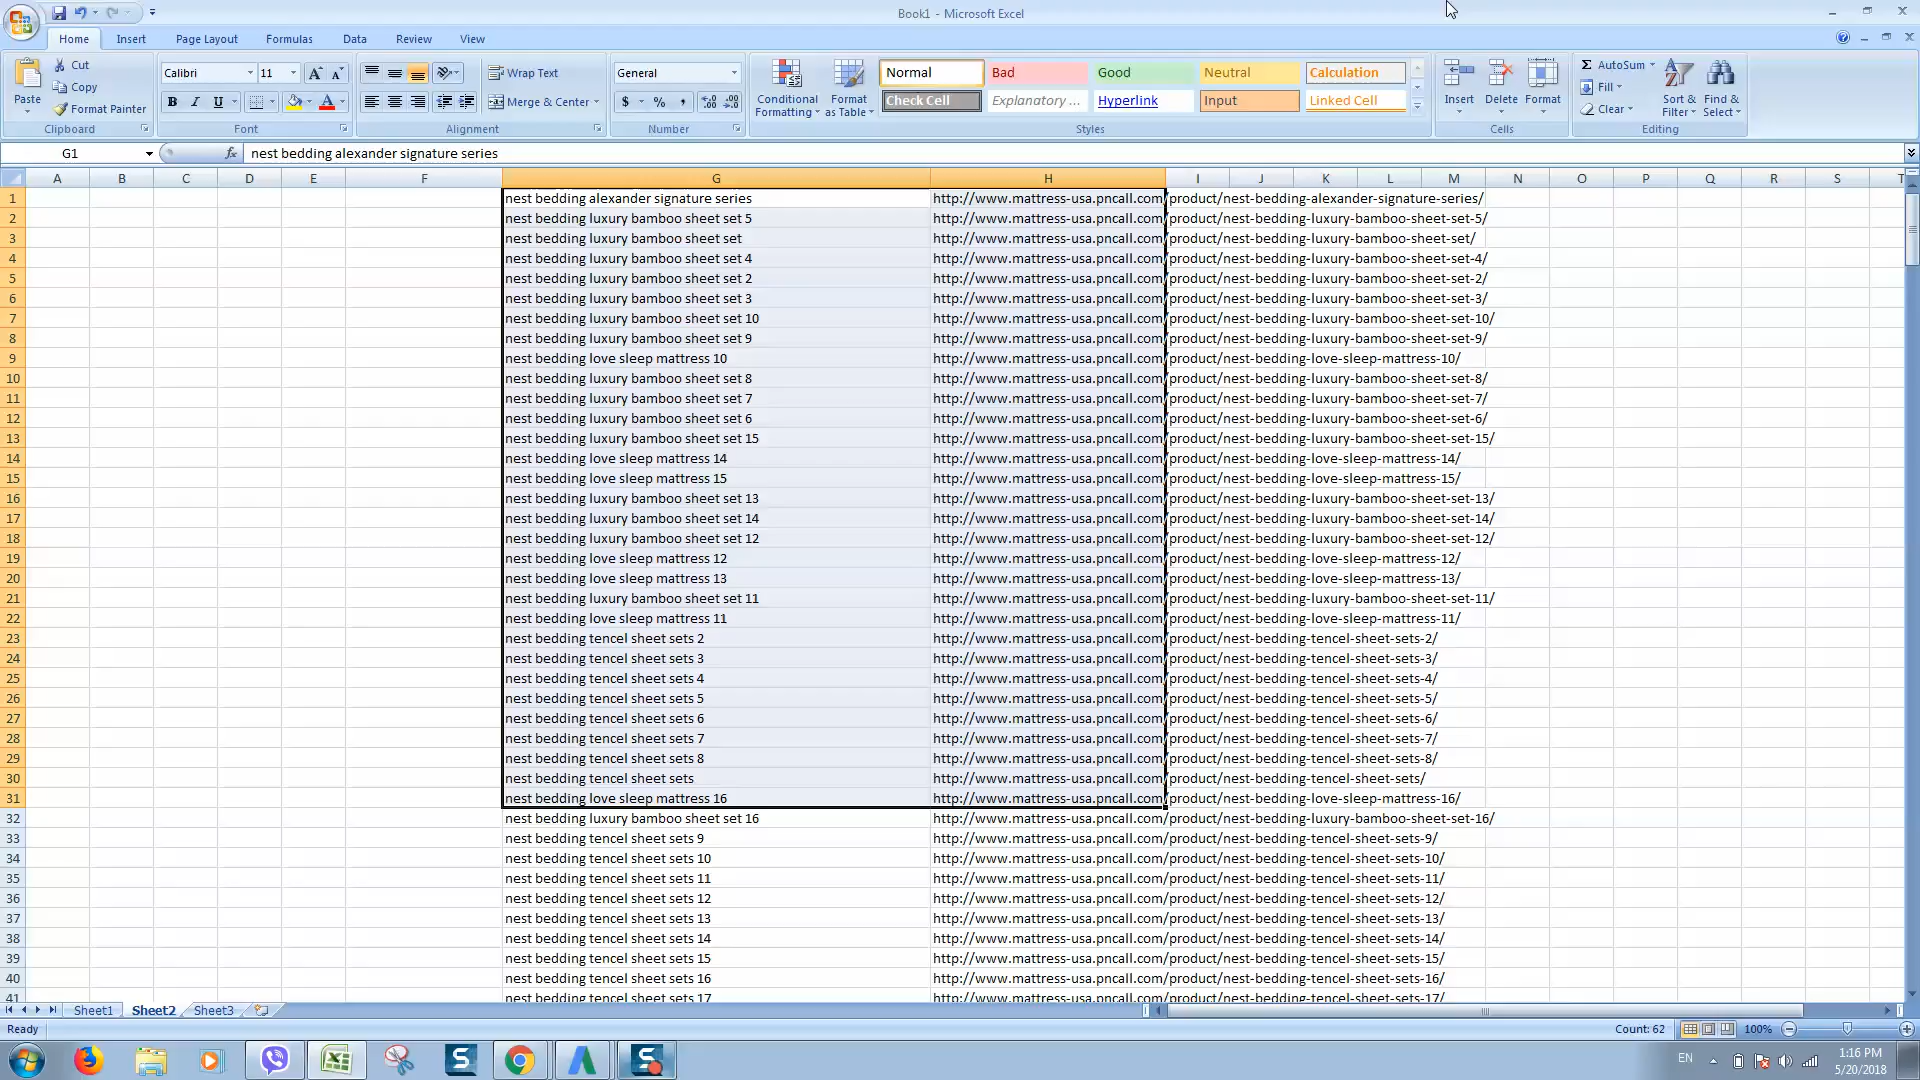 Book1 - Microsoft Excel
Home Insert Page Layout Formulas Data Review View
Paste Cut Copy Format Painter Clipboard
Calibri 11 B I U Font
Wrap Text Merge & Center Alignment
General $ % , Number
Conditional Formatting Format as Table
Normal Bad Good Neutral Calculation
Check Cell Explanatory ... Hyperlink Input Linked Cell
Styles
Insert Delete Format Cells
Σ AutoSum Fill Clear Sort & Filter Find & Select Editing
G1 fx nest bedding alexander signature series
A B C D E F G H I J K L M N O P Q R S T
1 nest bedding alexander signature series http://www.mattress-usa.pncall.com/product/nest-bedding-alexander-signature-series/
2 nest bedding luxury bamboo sheet set 5 http://www.mattress-usa.pncall.com/product/nest-bedding-luxury-bamboo-sheet-set-5/
3 nest bedding luxury bamboo sheet set http://www.mattress-usa.pncall.com/product/nest-bedding-luxury-bamboo-sheet-set/
4 nest bedding luxury bamboo sheet set 4 http://www.mattress-usa.pncall.com/product/nest-bedding-luxury-bamboo-sheet-set-4/
5 nest bedding luxury bamboo sheet set 2 http://www.mattress-usa.pncall.com/product/nest-bedding-luxury-bamboo-sheet-set-2/
6 nest bedding luxury bamboo sheet set 3 http://www.mattress-usa.pncall.com/product/nest-bedding-luxury-bamboo-sheet-set-3/
7 nest bedding luxury bamboo sheet set 10 http://www.mattress-usa.pncall.com/product/nest-bedding-luxury-bamboo-sheet-set-10/
8 nest bedding luxury bamboo sheet set 9 http://www.mattress-usa.pncall.com/product/nest-bedding-luxury-bamboo-sheet-set-9/
9 nest bedding love sleep mattress 10 http://www.mattress-usa.pncall.com/product/nest-bedding-love-sleep-mattress-10/
10 nest bedding luxury bamboo sheet set 8 http://www.mattress-usa.pncall.com/product/nest-bedding-luxury-bamboo-sheet-set-8/
11 nest bedding luxury bamboo sheet set 7 http://www.mattress-usa.pncall.com/product/nest-bedding-luxury-bamboo-sheet-set-7/
12 nest bedding luxury bamboo sheet set 6 http://www.mattress-usa.pncall.com/product/nest-bedding-luxury-bamboo-sheet-set-6/
13 nest bedding luxury bamboo sheet set 15 http://www.mattress-usa.pncall.com/product/nest-bedding-luxury-bamboo-sheet-set-15/
14 nest bedding love sleep mattress 14 http://www.mattress-usa.pncall.com/product/nest-bedding-love-sleep-mattress-14/
15 nest bedding love sleep mattress 15 http://www.mattress-usa.pncall.com/product/nest-bedding-love-sleep-mattress-15/
16 nest bedding luxury bamboo sheet set 13 http://www.mattress-usa.pncall.com/product/nest-bedding-luxury-bamboo-sheet-set-13/
17 nest bedding luxury bamboo sheet set 14 http://www.mattress-usa.pncall.com/product/nest-bedding-luxury-bamboo-sheet-set-14/
18 nest bedding luxury bamboo sheet set 12 http://www.mattress-usa.pncall.com/product/nest-bedding-luxury-bamboo-sheet-set-12/
19 nest bedding love sleep mattress 12 http://www.mattress-usa.pncall.com/product/nest-bedding-love-sleep-mattress-12/
20 nest bedding love sleep mattress 13 http://www.mattress-usa.pncall.com/product/nest-bedding-love-sleep-mattress-13/
21 nest bedding luxury bamboo sheet set 11 http://www.mattress-usa.pncall.com/product/nest-bedding-luxury-bamboo-sheet-set-11/
22 nest bedding love sleep mattress 11 http://www.mattress-usa.pncall.com/product/nest-bedding-love-sleep-mattress-11/
23 nest bedding tencel sheet sets 2 http://www.mattress-usa.pncall.com/product/nest-bedding-tencel-sheet-sets-2/
24 nest bedding tencel sheet sets 3 http://www.mattress-usa.pncall.com/product/nest-bedding-tencel-sheet-sets-3/
25 nest bedding tencel sheet sets 4 http://www.mattress-usa.pncall.com/product/nest-bedding-tencel-sheet-sets-4/
26 nest bedding tencel sheet sets 5 http://www.mattress-usa.pncall.com/product/nest-bedding-tencel-sheet-sets-5/
27 nest bedding tencel sheet sets 6 http://www.mattress-usa.pncall.com/product/nest-bedding-tencel-sheet-sets-6/
28 nest bedding tencel sheet sets 7 http://www.mattress-usa.pncall.com/product/nest-bedding-tencel-sheet-sets-7/
29 nest bedding tencel sheet sets 8 http://www.mattress-usa.pncall.com/product/nest-bedding-tencel-sheet-sets-8/
30 nest bedding tencel sheet sets http://www.mattress-usa.pncall.com/product/nest-bedding-tencel-sheet-sets/
31 nest bedding love sleep mattress 16 http://www.mattress-usa.pncall.com/product/nest-bedding-love-sleep-mattress-16/
32 nest bedding luxury bamboo sheet set 16 http://www.mattress-usa.pncall.com/product/nest-bedding-luxury-bamboo-sheet-set-16/
33 nest bedding tencel sheet sets 9 http://www.mattress-usa.pncall.com/product/nest-bedding-tencel-sheet-sets-9/
34 nest bedding tencel sheet sets 10 http://www.mattress-usa.pncall.com/product/nest-bedding-tencel-sheet-sets-10/
35 nest bedding tencel sheet sets 11 http://www.mattress-usa.pncall.com/product/nest-bedding-tencel-sheet-sets-11/
36 nest bedding tencel sheet sets 12 http://www.mattress-usa.pncall.com/product/nest-bedding-tencel-sheet-sets-12/
37 nest bedding tencel sheet sets 13 http://www.mattress-usa.pncall.com/product/nest-bedding-tencel-sheet-sets-13/
38 nest bedding tencel sheet sets 14 http://www.mattress-usa.pncall.com/product/nest-bedding-tencel-sheet-sets-14/
39 nest bedding tencel sheet sets 15 http://www.mattress-usa.pncall.com/product/nest-bedding-tencel-sheet-sets-15/
40 nest bedding tencel sheet sets 16 http://www.mattress-usa.pncall.com/product/nest-bedding-tencel-sheet-sets-16/
41 nest bedding tencel sheet sets 17 http://www.mattress-usa.pncall.com/product/nest-bedding-tencel-sheet-sets-17/
Sheet1 Sheet2 Sheet3
Ready Count: 62 100%
EN 1:16 PM
5/20/2018